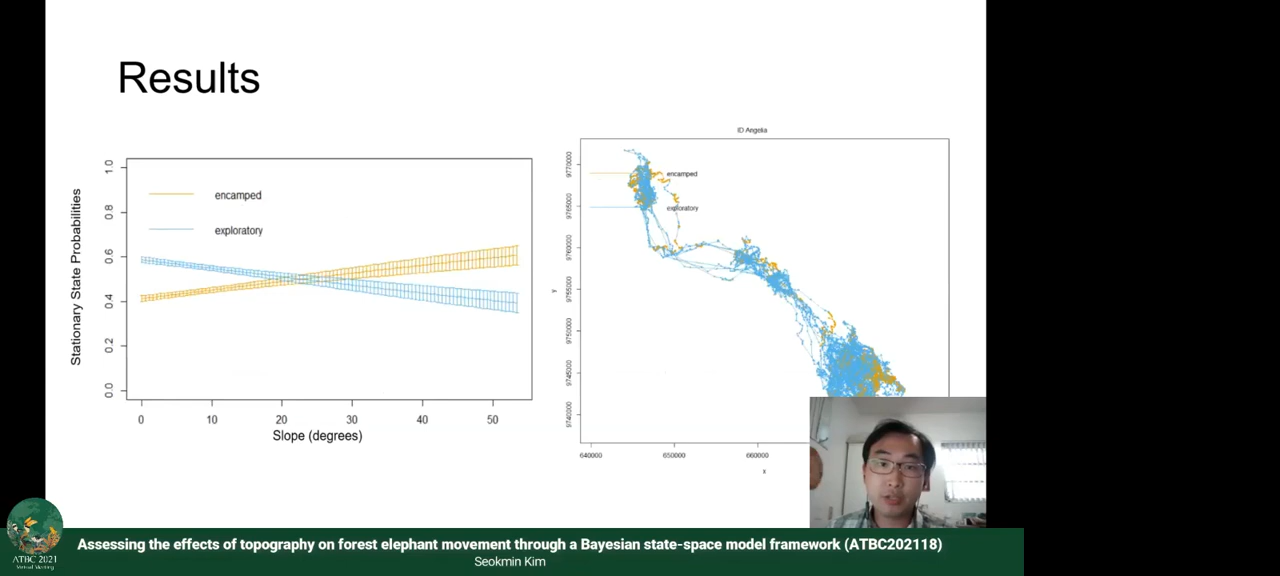 Results
Stationary State Probabilities
1.0
0.8
0.6
0.4
0.2
0.0
encamped
exploratory
0 10 20 30 40 50
Slope (degrees)
ID Angelia
9770000
9765000
9760000
9755000
9750000
9745000
9740000
encamped
exploratory
Y
640000 650000 660000
x
ATBC 2021
Virtual Meeting
Assessing the effects of topography on forest elephant movement through a Bayesian state-space model framework (ATBC202118)
Seokmin Kim